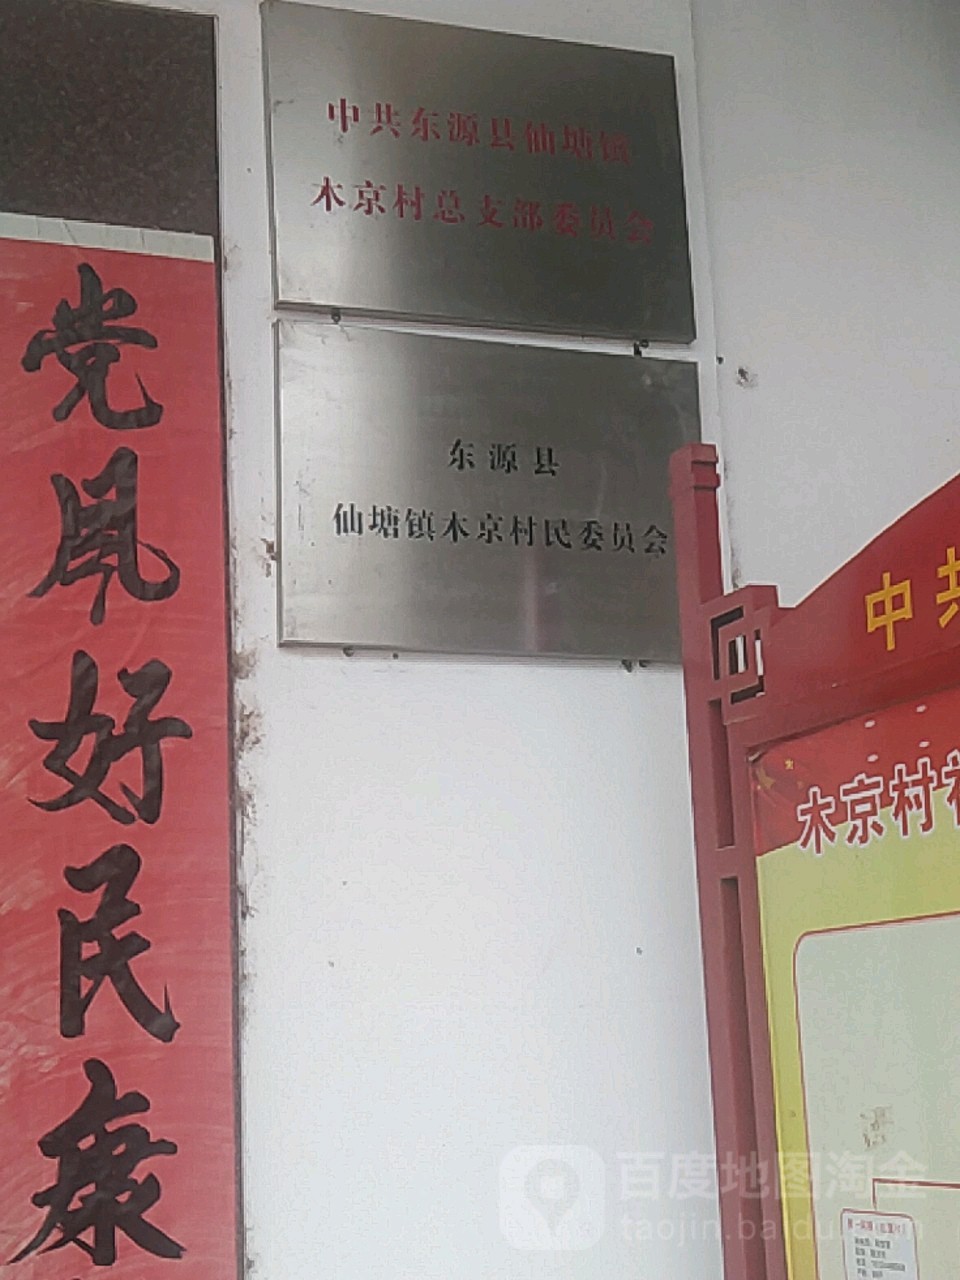 中共东源县仙塘镇
木京村总支部委员会
东源县
仙塘镇木京村民委员会
党风好民康
中共
木京村
百度地图淘金
taojin.baidu.com